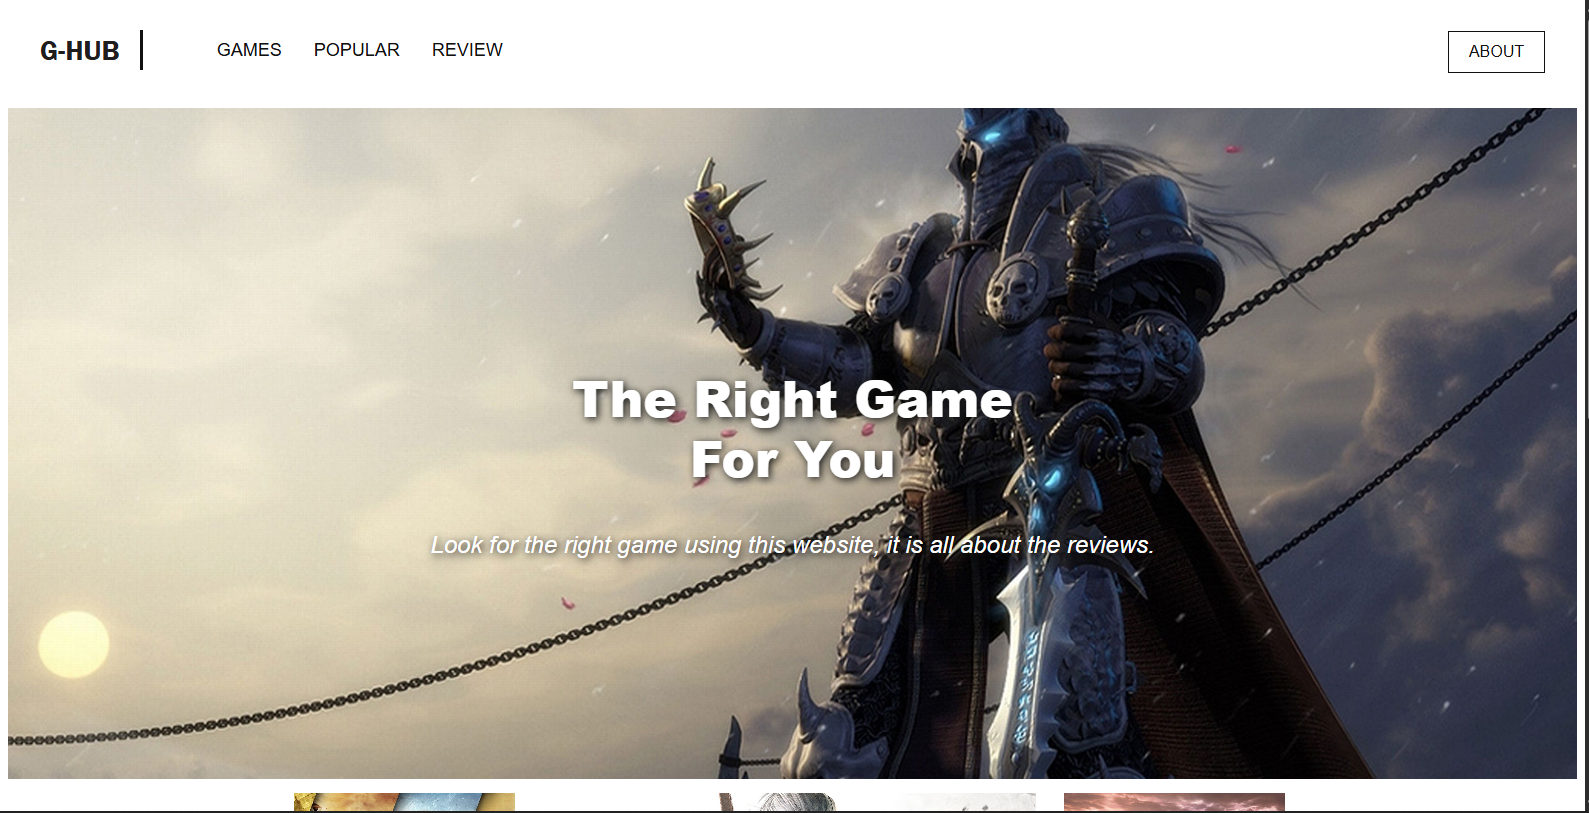 G-HUB
GAMES POPULAR REVIEW
ABOUT
The Right Game
For You
Look for the right game using this website, it is all about the reviews.